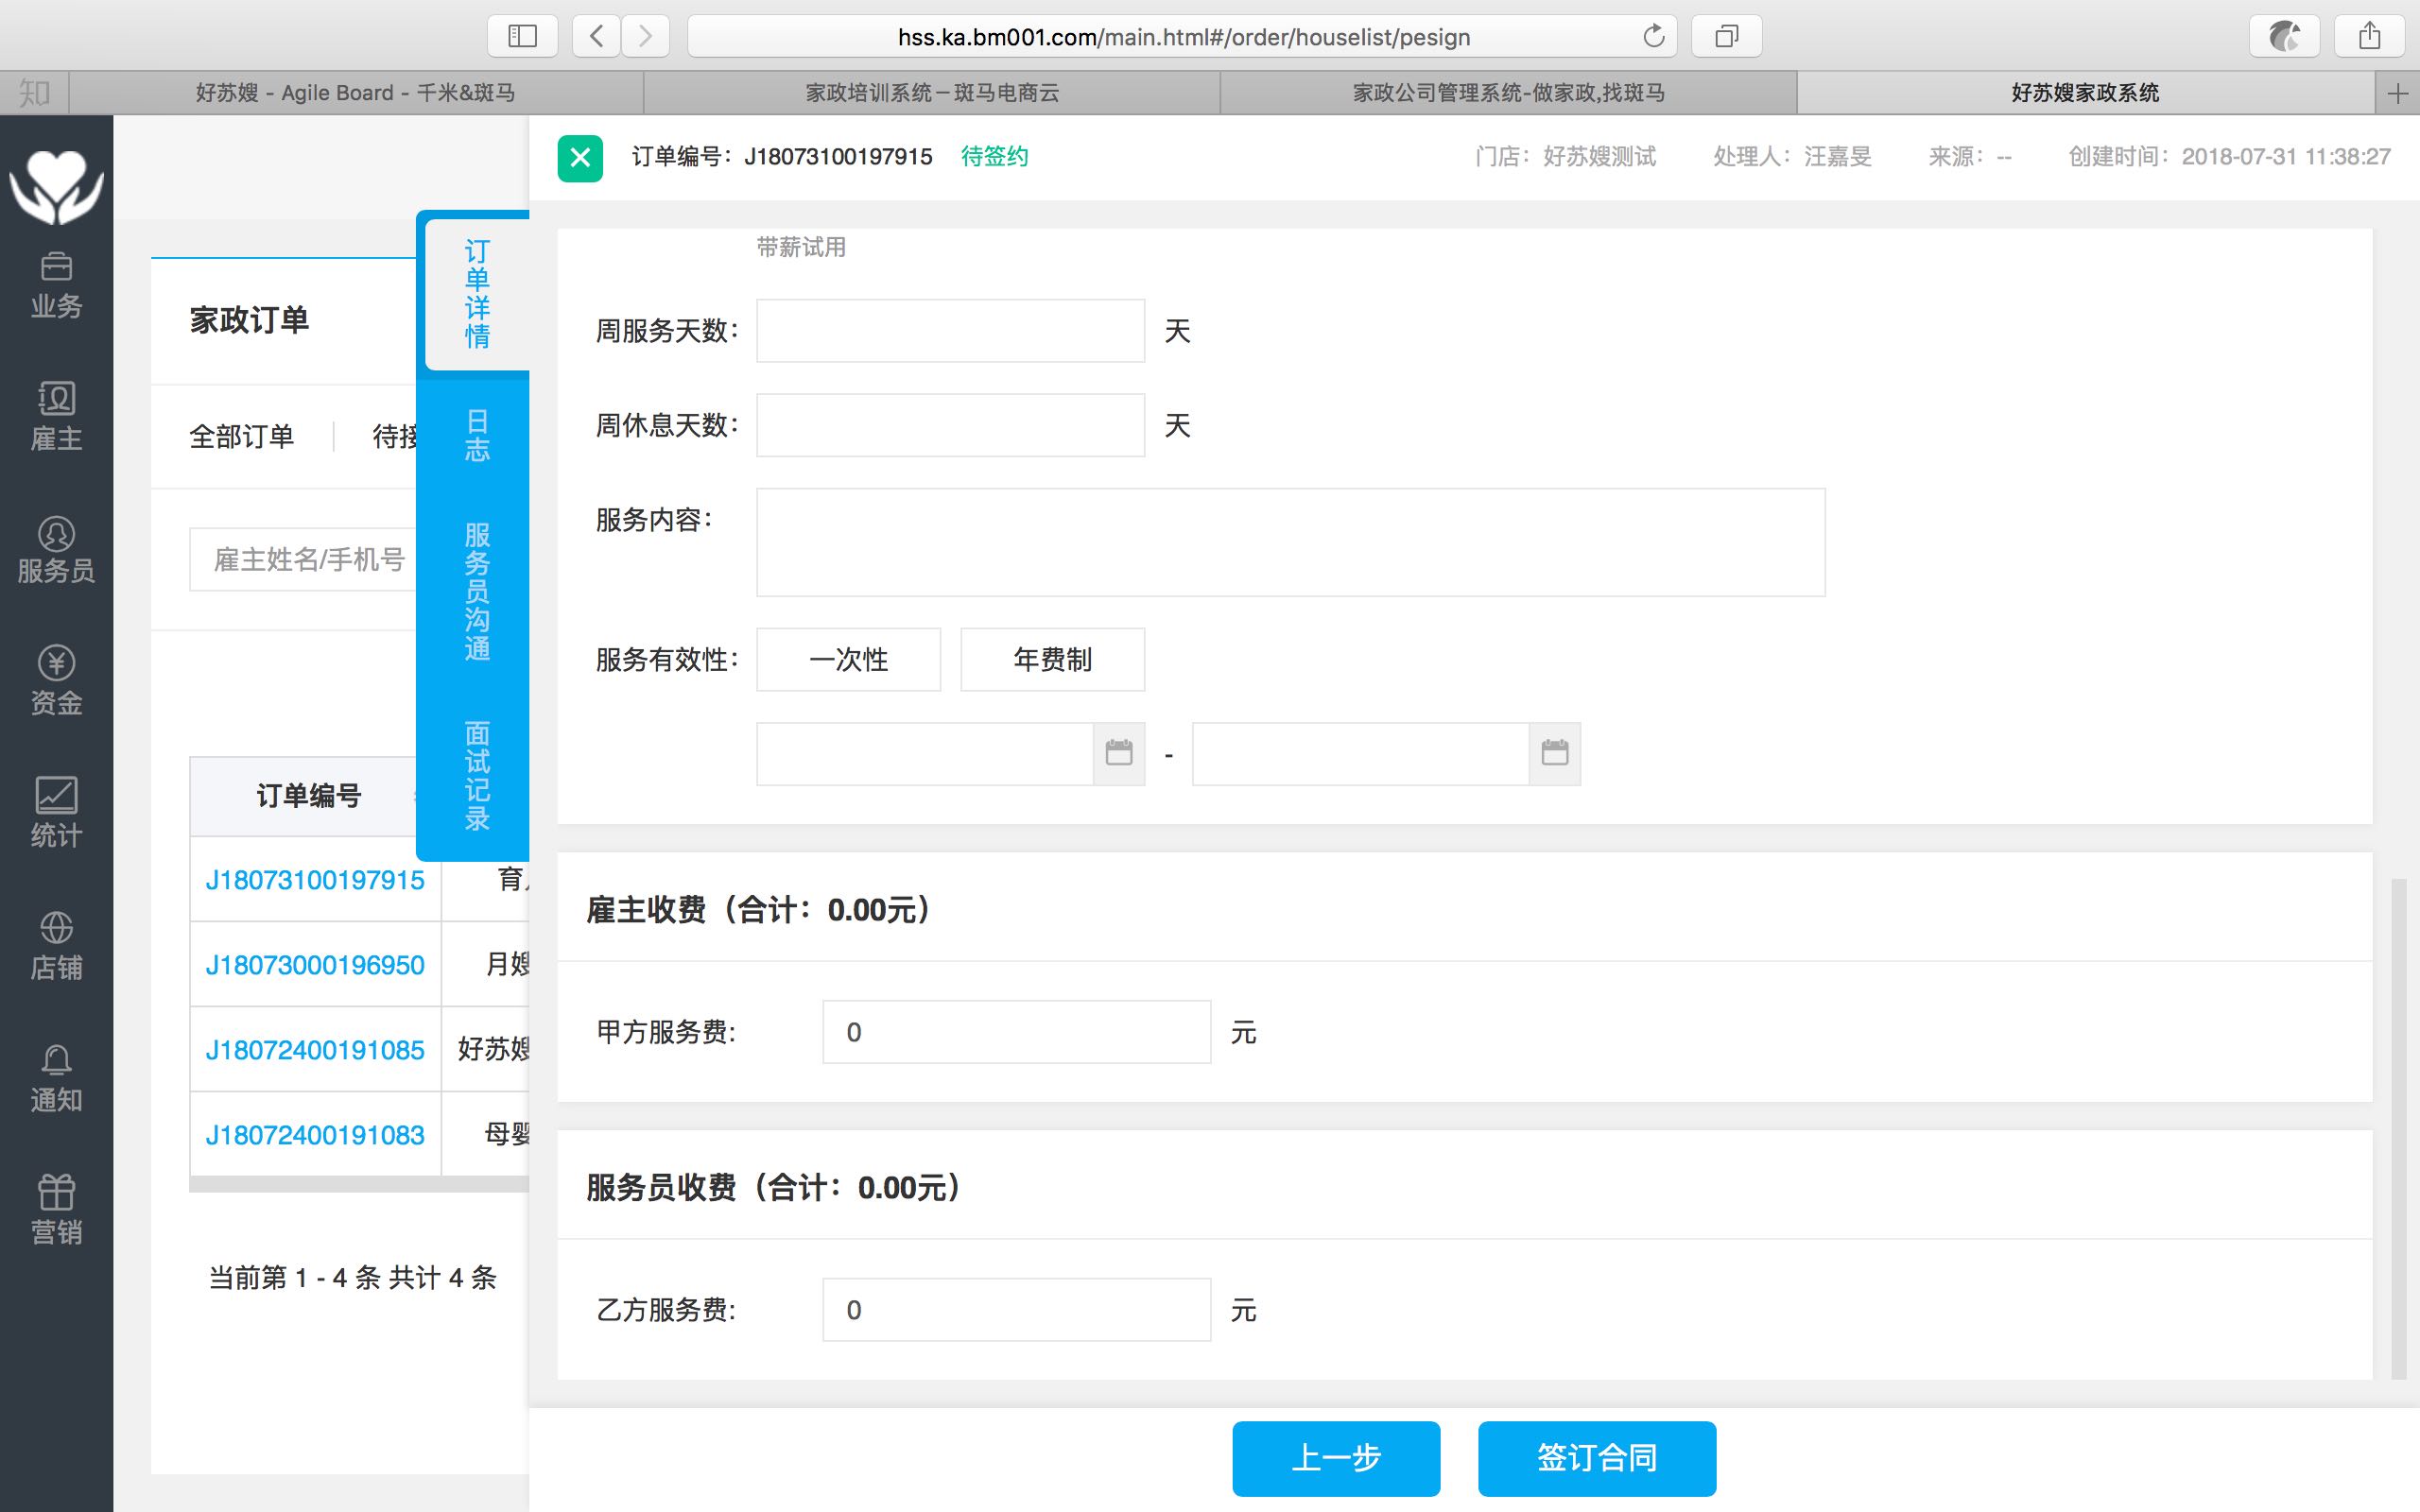 hss.ka.bm001.com/main.html#/order/houselist/pesign
知
好苏嫂 - Agile Board - 千米&斑马
家政培训系统－斑马电商云
家政公司管理系统-做家政,找斑马
好苏嫂家政系统
业务
雇主
服务员
资金
统计
店铺
通知
营销
家政订单
全部订单
待接
雇主姓名/手机号
订单编号
J18073100197915
育儿
J18073000196950
月嫂
J18072400191085
好苏嫂
J18072400191083
母婴
当前第 1 - 4 条 共计 4 条
订单详情
日志
服务员沟通
面试记录
订单编号：J18073100197915 待签约
门店：好苏嫂测试 处理人：汪嘉旻 来源：-- 创建时间：2018-07-31 11:38:27
带薪试用
周服务天数： 天
周休息天数： 天
服务内容：
服务有效性： 一次性 年费制
-
雇主收费（合计：0.00元）
甲方服务费: 0 元
服务员收费（合计：0.00元）
乙方服务费: 0 元
上一步
签订合同